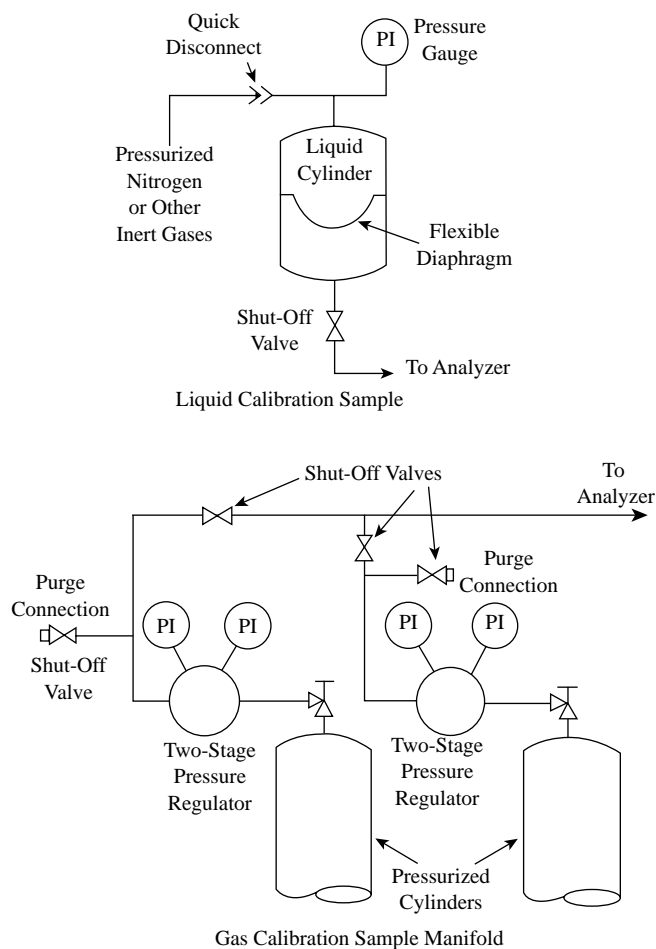 Quick
Disconnect
PI
Pressure
Gauge
Pressurized
Nitrogen
or Other
Inert Gases
Liquid
Cylinder
Flexible
Diaphragm
Shut-Off
Valve
To Analyzer
Liquid Calibration Sample
Shut-Off Valves
To
Analyzer
Purge
Connection
Shut-Off
Valve
PI
PI
Two-Stage
Pressure
Regulator
Purge
Connection
PI
PI
Two-Stage
Pressure
Regulator
Pressurized
Cylinders
Gas Calibration Sample Manifold